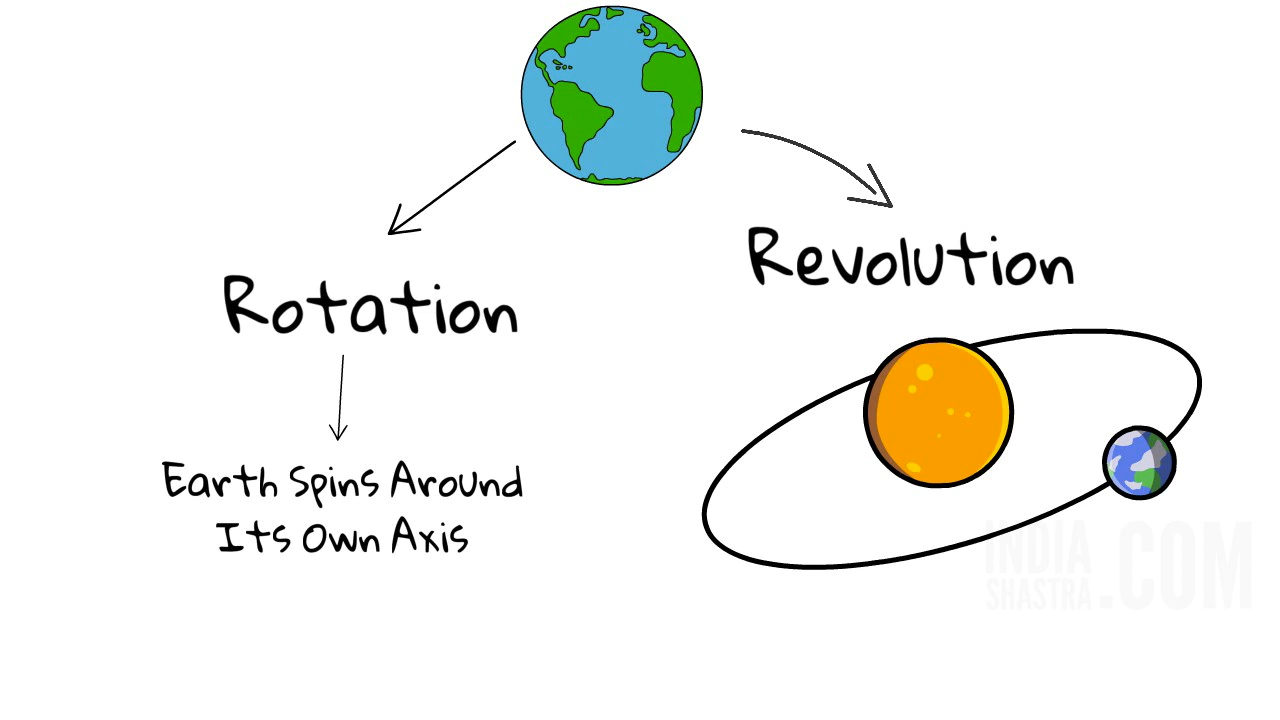 Rotation
Revolution
Earth Spins Around
Its Own Axis
INDIA
SHASTRA
.COM